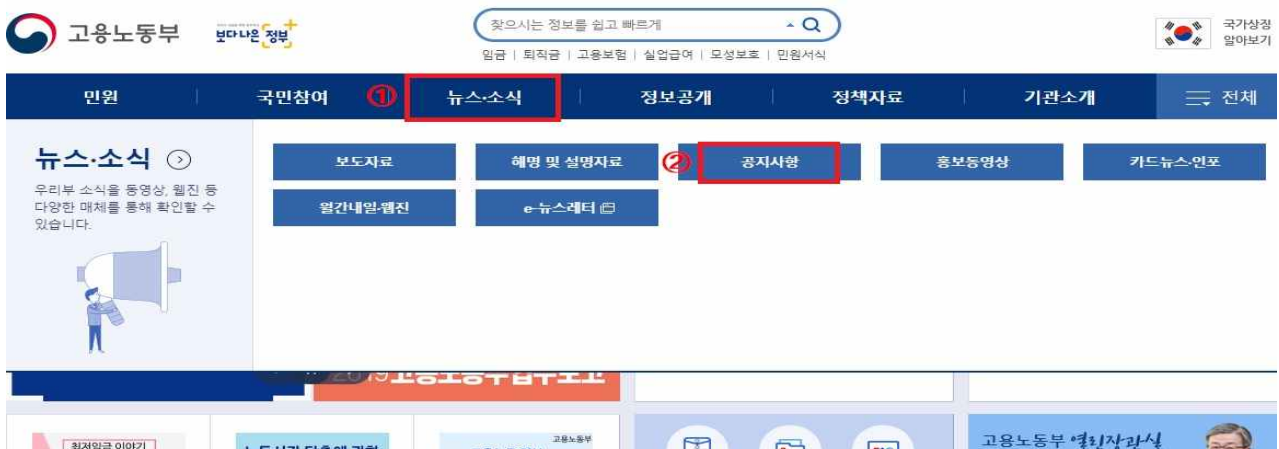 고용노동부
보다나은 정부
찾으시는 정보를 쉽고 빠르게
임금 | 퇴직금 | 고용보험 | 실업급여 | 모성보호 | 민원서식
국가상징
알아보기
민원 국민참여 ① 뉴스·소식 정보공개 정책자료 기관소개 전체
뉴스·소식
우리부 소식을 동영상, 웹진 등
다양한 매체를 통해 확인할 수
있습니다.
보도자료 해명 및 설명자료 ② 공지사항 홍보동영상 카드뉴스·인포
월간내일·웹진 e-뉴스레터
최저임금 이야기
고용노동부
고용노동부 열린장관실